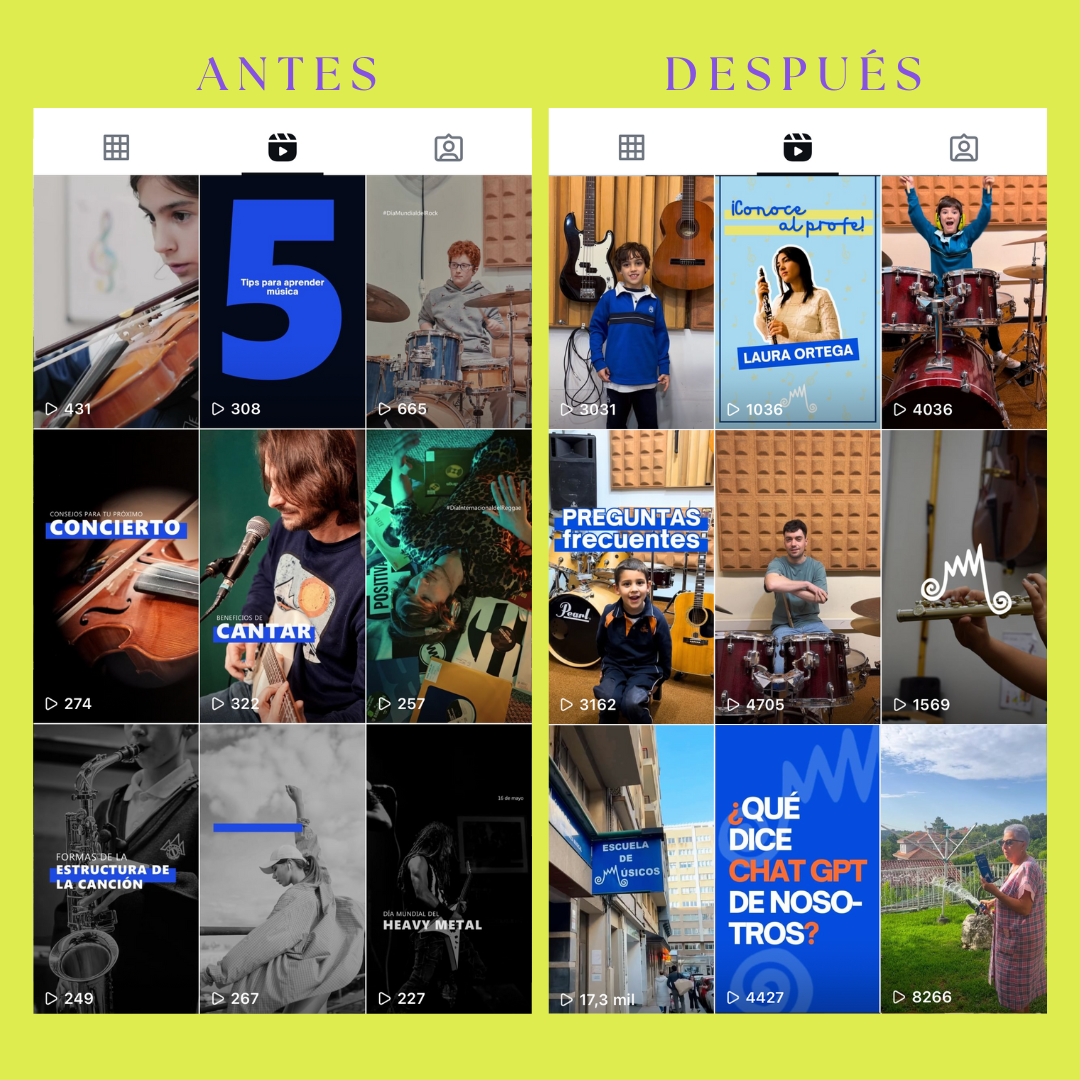 ANTES
DESPUÉS
431
5
Tips para aprender
música
308
#DíaMundialdelRock
665
CONSEJOS PARA TU PRÓXIMO
CONCIERTO
274
BENEFICIOS DE
CANTAR
322
#DíaInternacionaldelReggae
POSITIVA
257
FORMAS DE LA
ESTRUCTURA DE
LA CANCIÓN
249
267
16 de mayo
DÍA MUNDIAL DEL
HEAVY METAL
227
3031
¡Conoce
al profe!
LAURA ORTEGA
1036
4036
PREGUNTAS
frecuentes
Pearl
3162
4705
1569
ESCUELA
DE
MÚSICOS
17,3 mil
¿QUÉ
DICE
CHAT GPT
DE NOSO-
TROS?
4427
8266